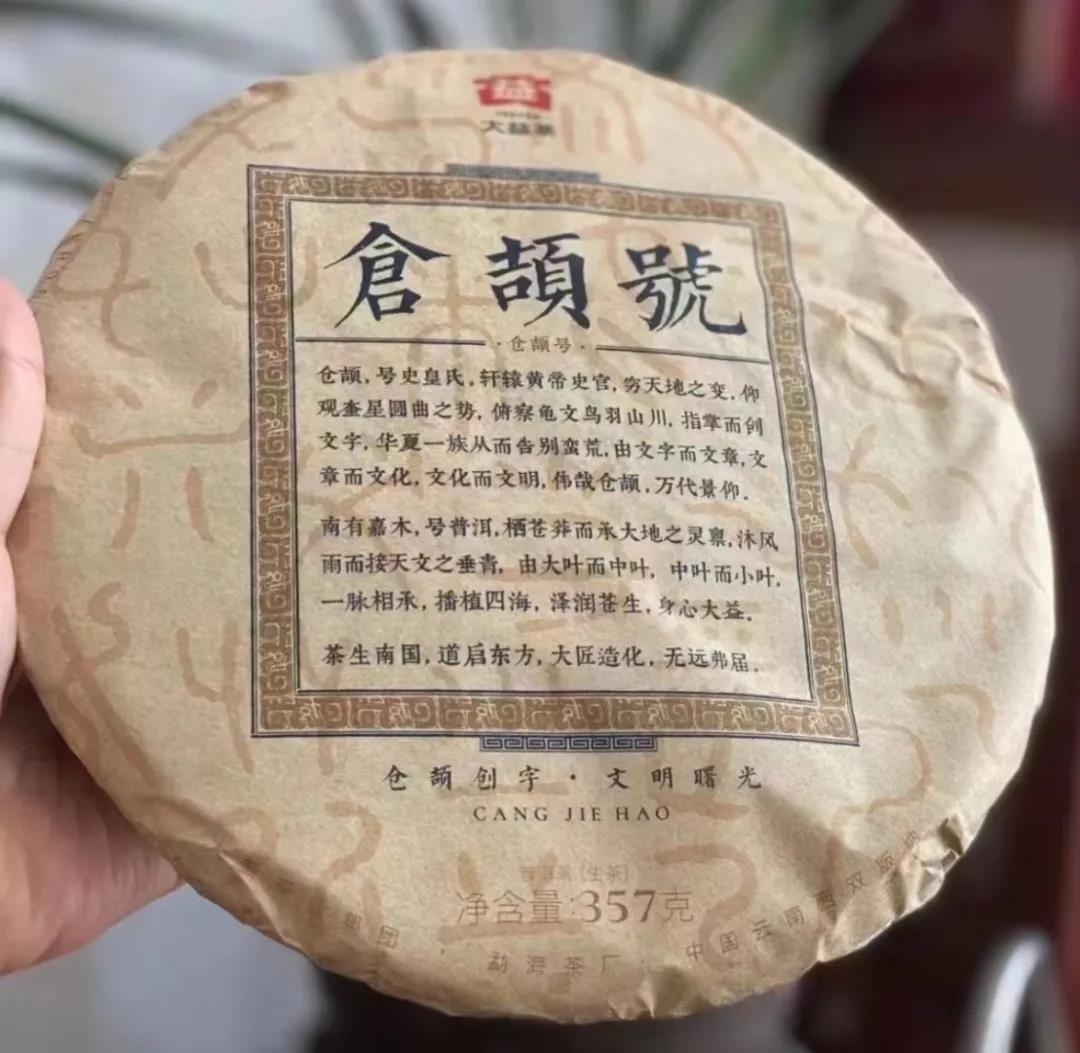 益
大益茶
倉頡號
·仓颉号·
仓颉，号史皇氏，轩辕黄帝史官，穷天地之变，仰
观奎星圆曲之势，俯察龟文鸟羽山川，指掌而创
文字，华夏一族从而告别蛮荒，由文字而文章，文
章而文化，文化而文明，伟哉仓颉，万代景仰．
南有嘉木，号普洱，栖苍莽而承大地之灵禀，沐风
雨而接天文之垂青，由大叶而中叶，中叶而小叶，
一脉相承，播植四海，泽润苍生，身心大益．
茶生南国，道启东方，大匠造化，无远弗届．
仓颉创字·文明曙光
CANG JIE HAO
普洱茶[生茶]
净含量:357克
集团·勐海茶厂·中国云南西双版